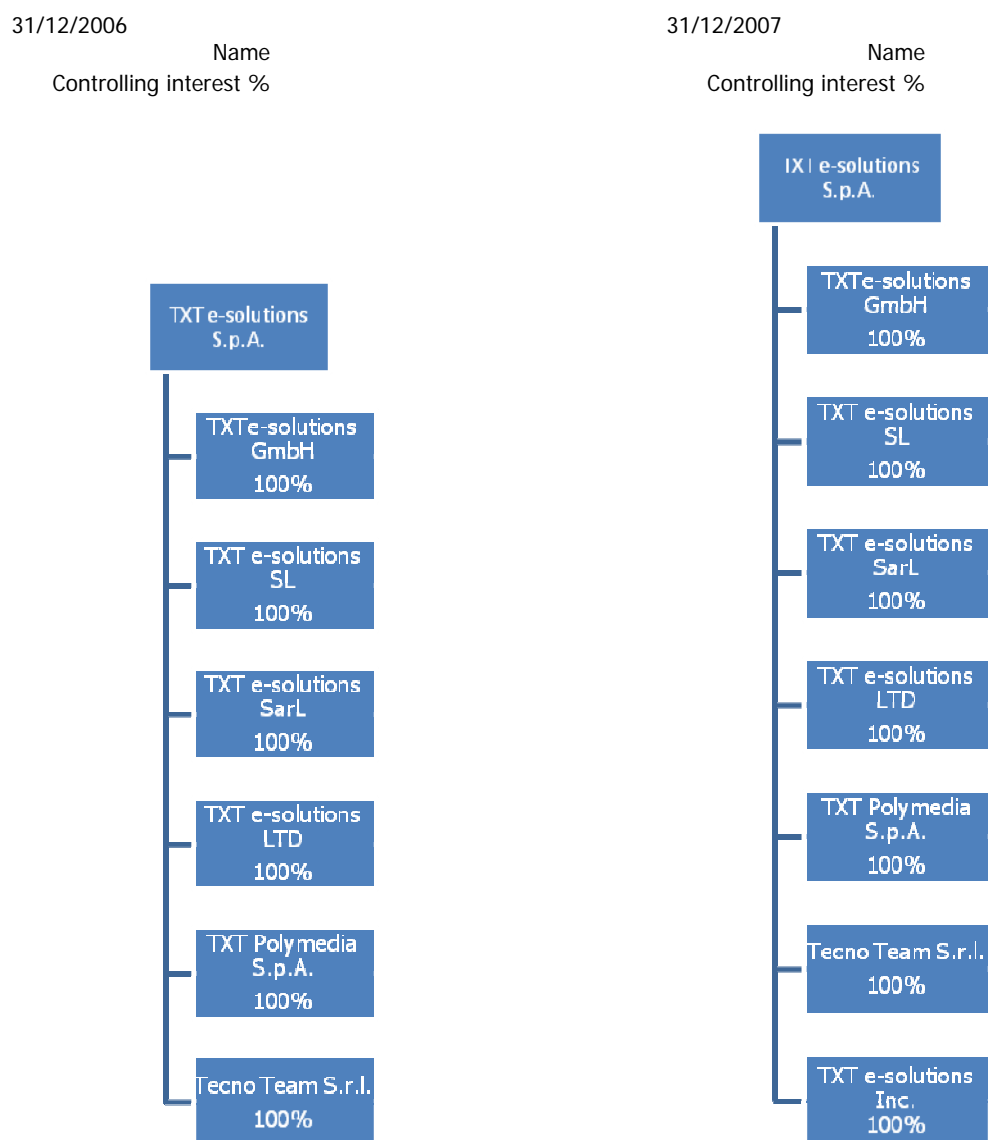 31/12/2006
Name
Controlling interest %
TXT e-solutions
S.p.A.
TXTe-solutions
GmbH
100%
TXT e-solutions
SL
100%
TXT e-solutions
SarL
100%
TXT e-solutions
LTD
100%
TXT Polymedia
S.p.A.
100%
Tecno Team S.r.l.
100%
31/12/2007
Name
Controlling interest %
TXT e-solutions
S.p.A.
TXTe-solutions
GmbH
100%
TXT e-solutions
SL
100%
TXT e-solutions
SarL
100%
TXT e-solutions
LTD
100%
TXT Polymedia
S.p.A.
100%
Tecno Team S.r.l.
100%
TXT e-solutions
Inc.
100%